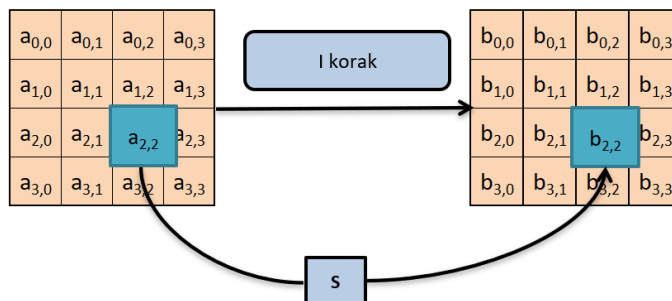 a0,0 a0,1 a0,2 a0,3
a1,0 a1,1 a1,2 a1,3
a2,0 a2,1 a2,2 a2,3
a3,0 a3,1 a3,2 a3,3
I korak
b0,0 b0,1 b0,2 b0,3
b1,0 b1,1 b1,2 b1,3
b2,0 b2,1 b2,2 b2,3
b3,0 b3,1 b3,2 b3,3
S